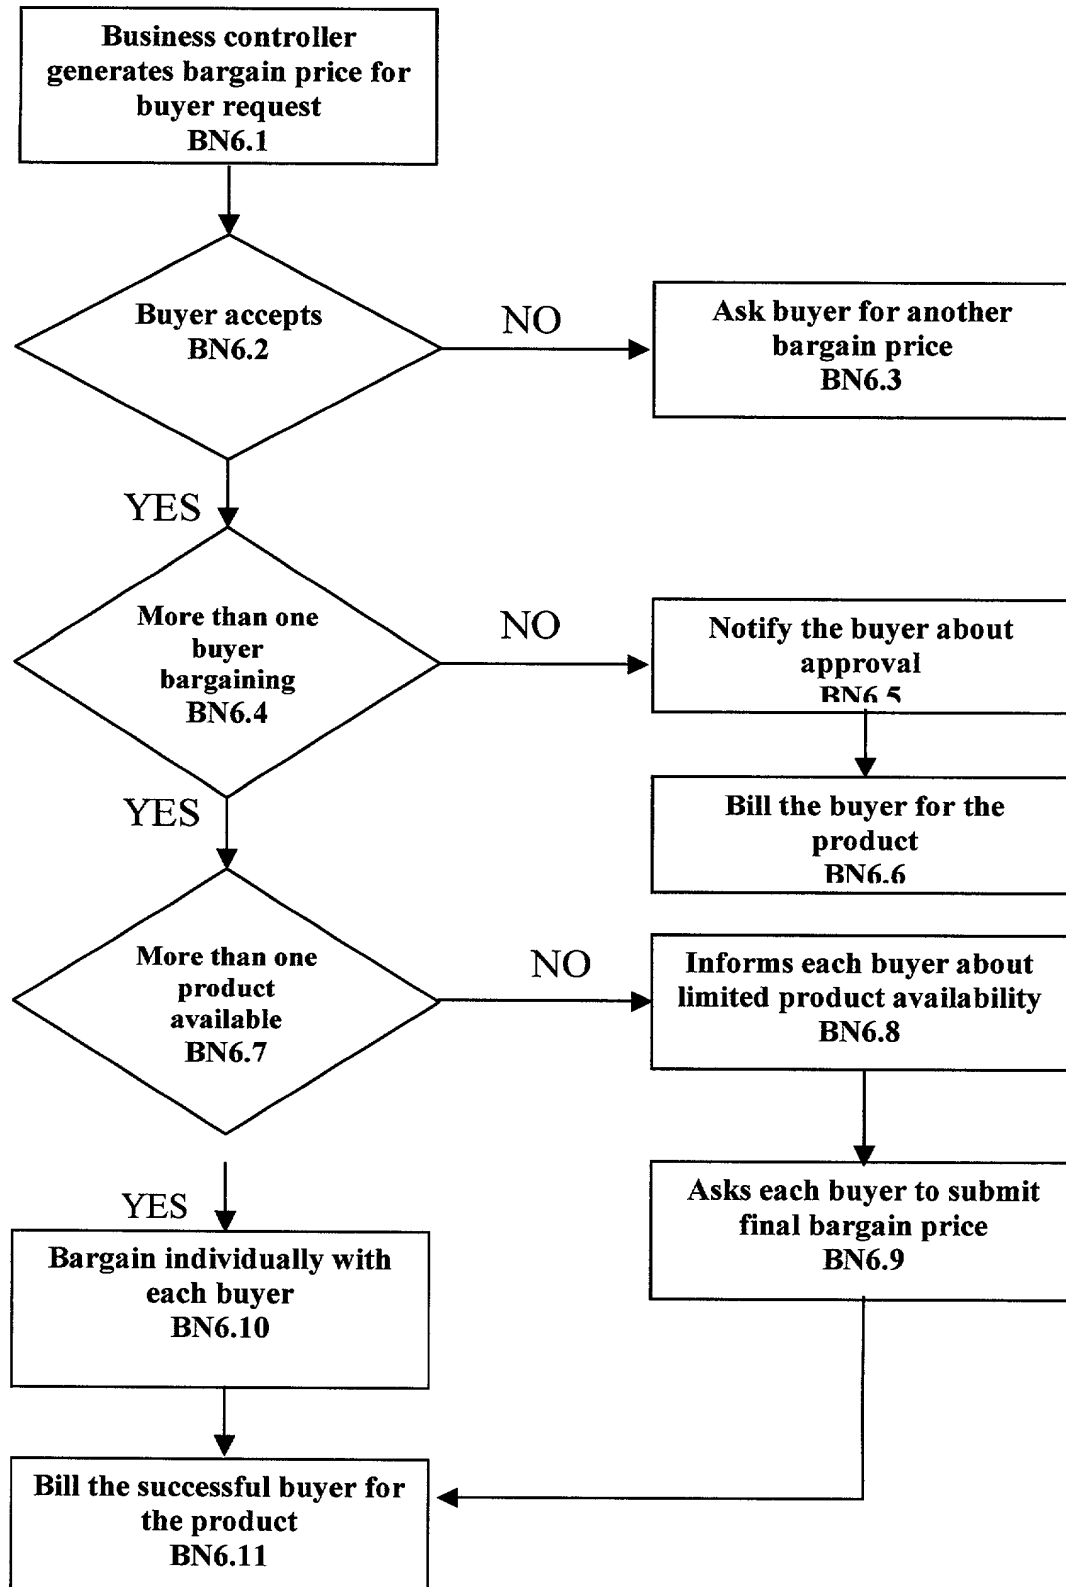 Business controller
generates bargain price for
buyer request
BN6.1
Buyer accepts
BN6.2
NO
Ask buyer for another
bargain price
BN6.3
YES
More than one
buyer
bargaining
BN6.4
NO
Notify the buyer about
approval
BN6.5
YES
Bill the buyer for the
product
BN6.6
More than one
product
available
BN6.7
NO
Informs each buyer about
limited product availability
BN6.8
Asks each buyer to submit
final bargain price
BN6.9
YES
Bargain individually with
each buyer
BN6.10
Bill the successful buyer for
the product
BN6.11